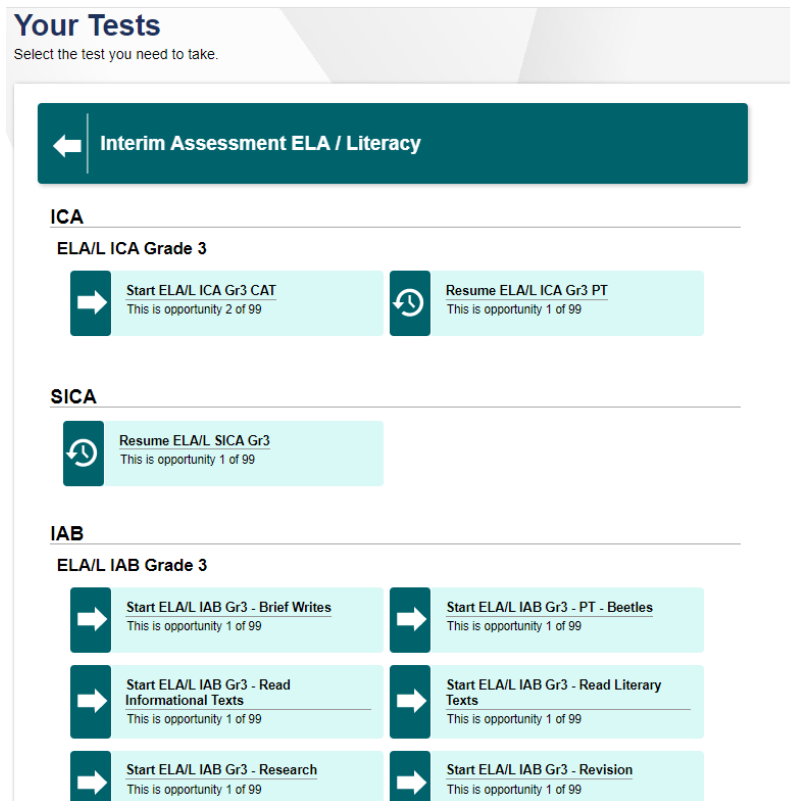 Your Tests
Select the test you need to take.
Interim Assessment ELA / Literacy
ICA
ELA/L ICA Grade 3
Start ELA/L ICA Gr3 CAT
This is opportunity 2 of 99
Resume ELA/L ICA Gr3 PT
This is opportunity 1 of 99
SICA
Resume ELA/L SICA Gr3
This is opportunity 1 of 99
IAB
ELA/L IAB Grade 3
Start ELA/L IAB Gr3 - Brief Writes
This is opportunity 1 of 99
Start ELA/L IAB Gr3 - PT - Beetles
This is opportunity 1 of 99
Start ELA/L IAB Gr3 - Read
Informational Texts
This is opportunity 1 of 99
Start ELA/L IAB Gr3 - Read Literary
Texts
This is opportunity 1 of 99
Start ELA/L IAB Gr3 - Research
This is opportunity 1 of 99
Start ELA/L IAB Gr3 - Revision
This is opportunity 1 of 99